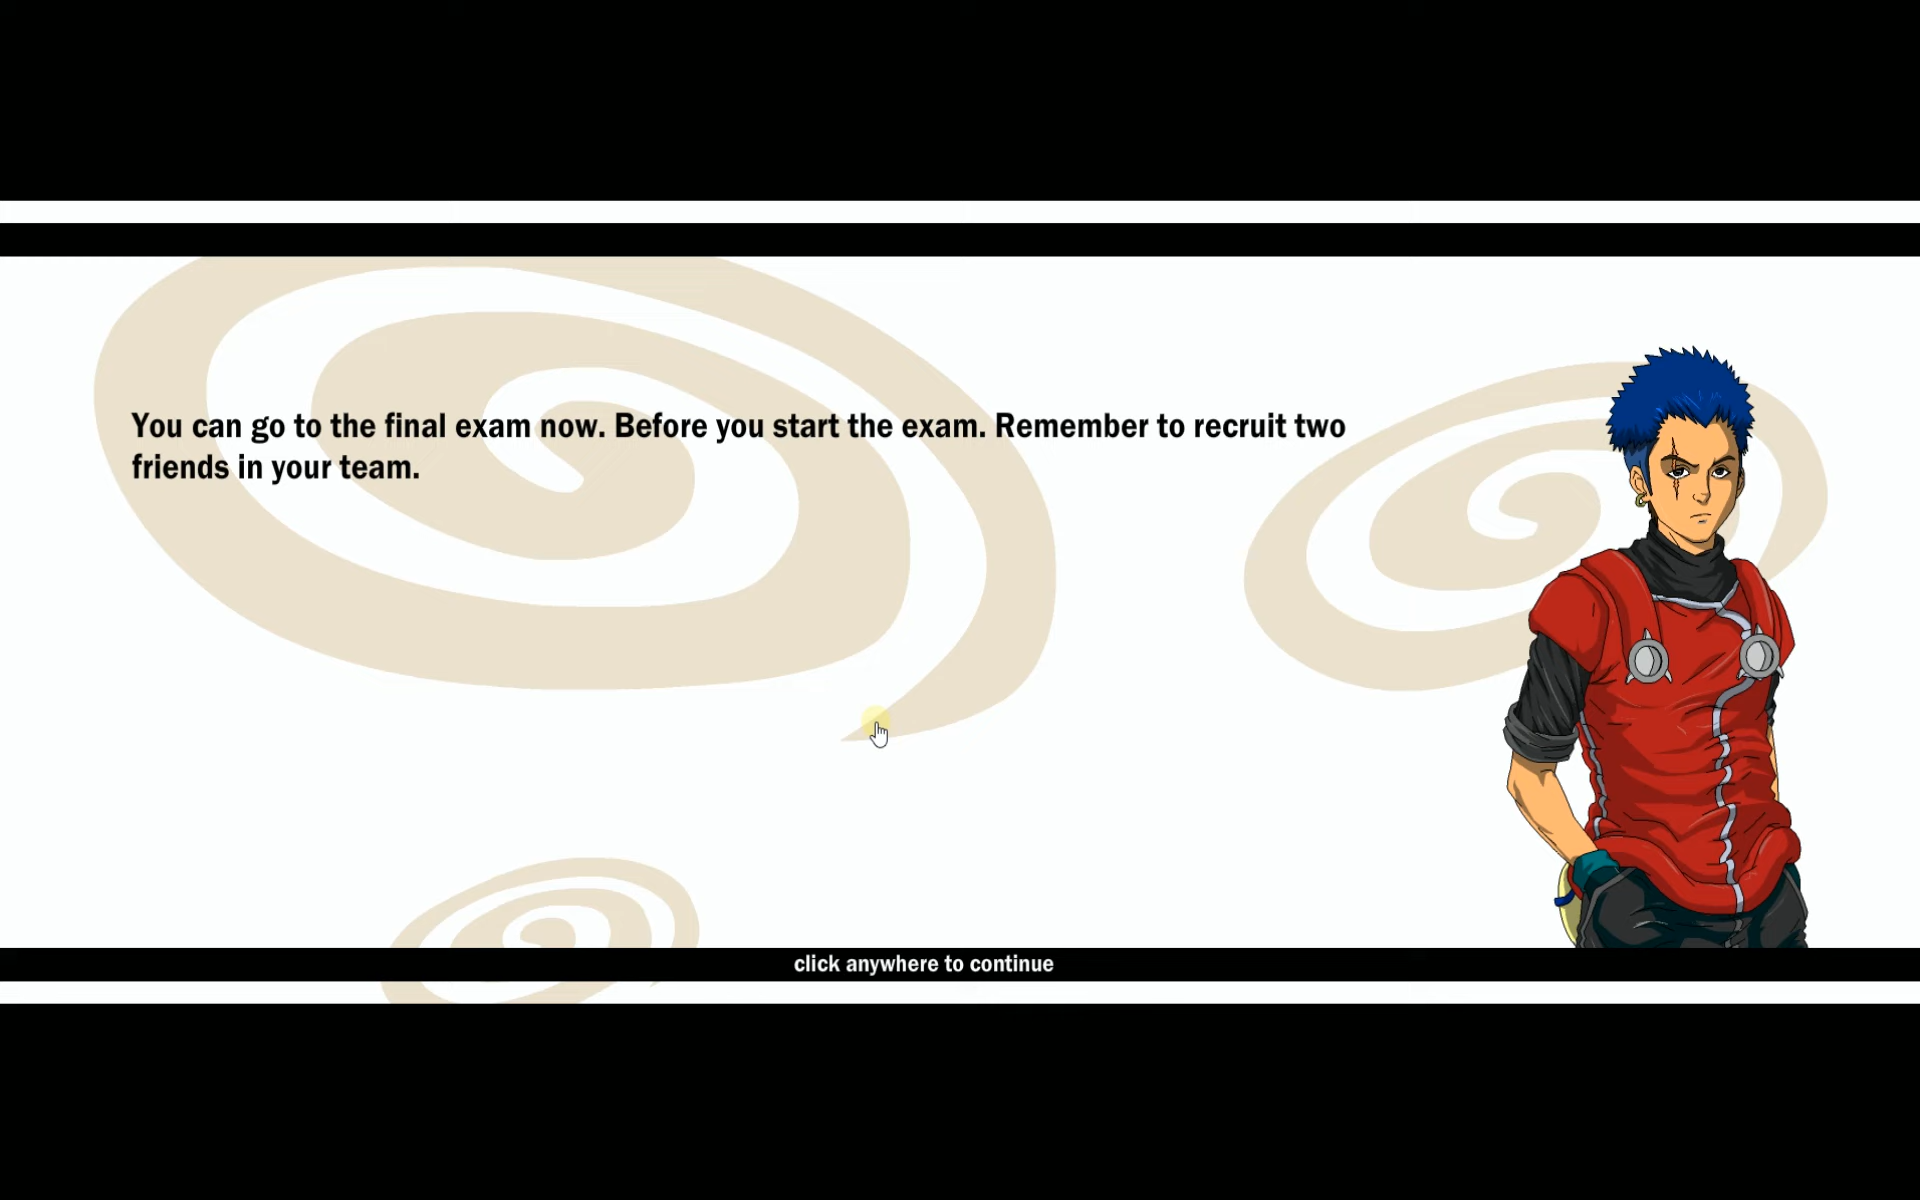 You can go to the final exam now. Before you start the exam. Remember to recruit two
friends in your team.
click anywhere to continue